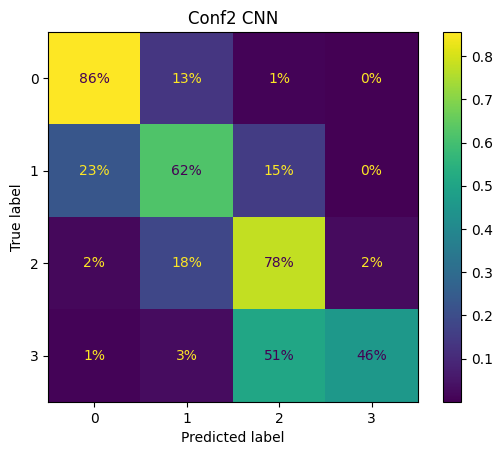 Conf2 CNN
True label
0 86% 13% 1% 0%
1 23% 62% 15% 0%
2 2% 18% 78% 2%
3 1% 3% 51% 46%
0 1 2 3
Predicted label
0.8
0.7
0.6
0.5
0.4
0.3
0.2
0.1